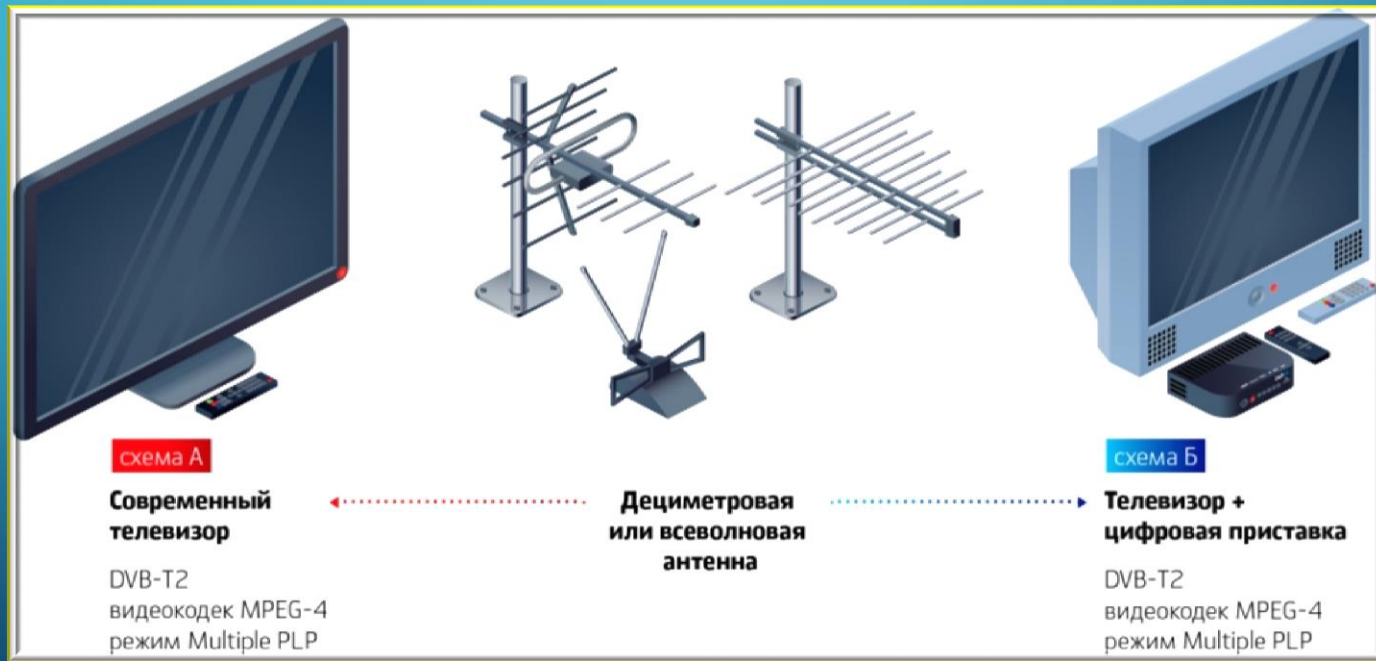 схема А
Современный
телевизор
DVB-T2
видеокодек MPEG-4
режим Multiple PLP
Дециметровая
или всеволновая
антенна
схема Б
Телевизор +
цифровая приставка
DVB-T2
видеокодек MPEG-4
режим Multiple PLP